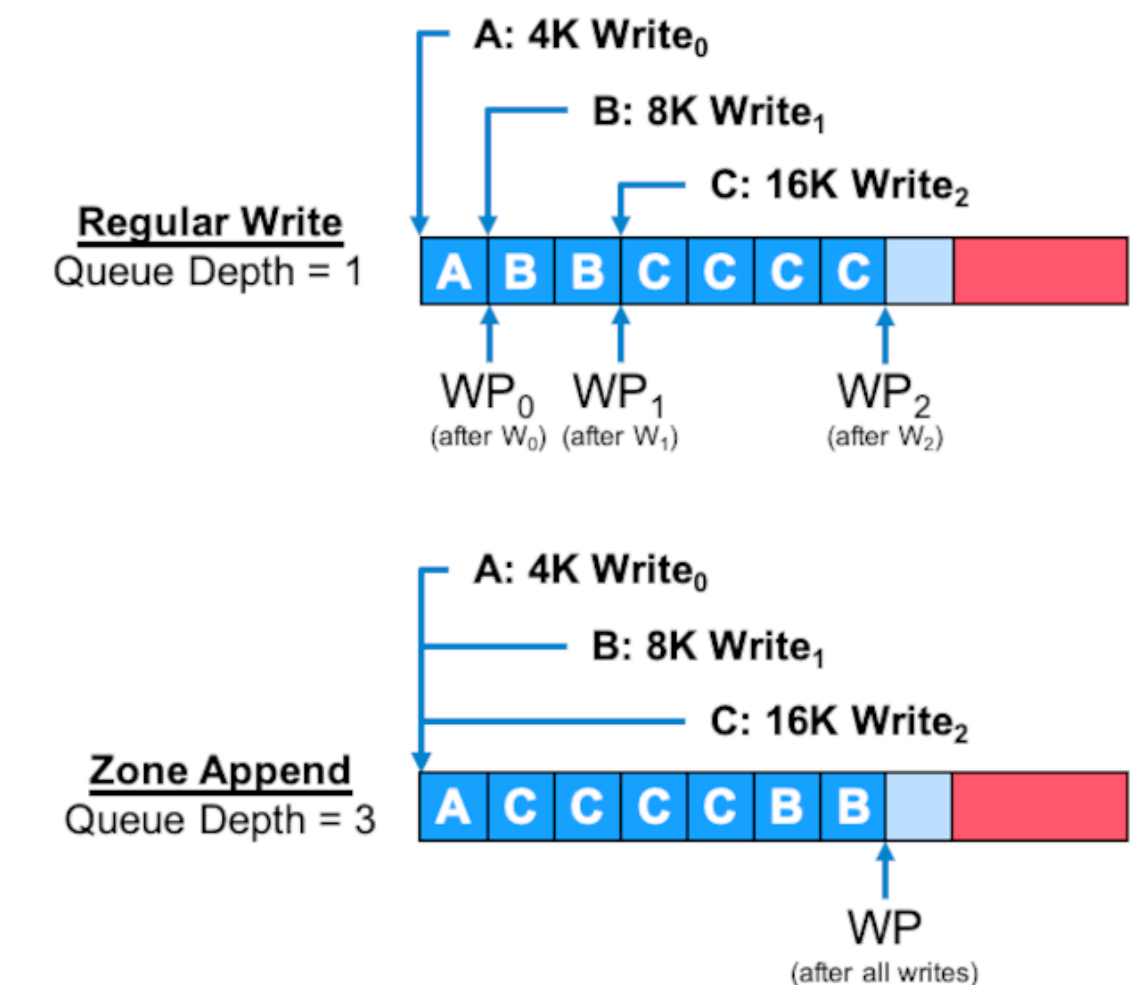 A: 4K Write₀
B: 8K Write₁
C: 16K Write₂
Regular Write
Queue Depth = 1
A B B C C C C
WP₀ WP₁ WP₂
(after W₀) (after W₁) (after W₂)
A: 4K Write₀
B: 8K Write₁
C: 16K Write₂
Zone Append
Queue Depth = 3
A C C C C B B
WP
(after all writes)